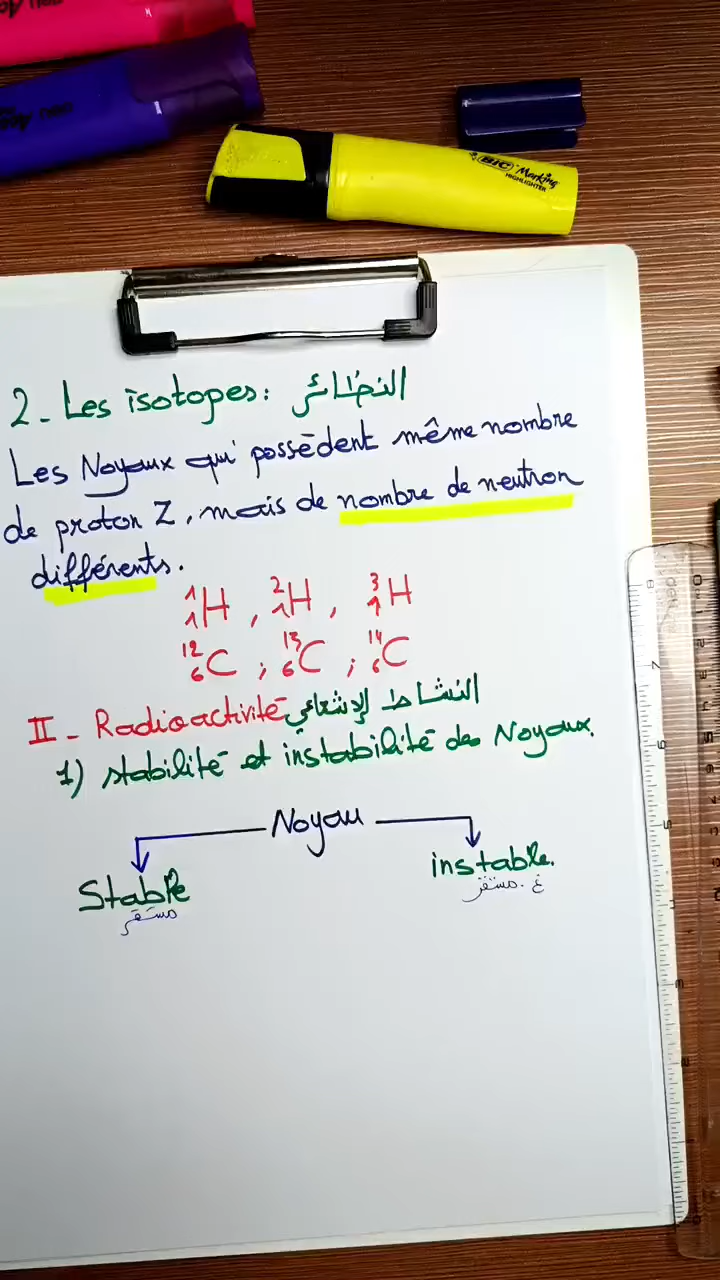 BIC Marking
HIGHLIGHTER
2 - Les isotopes : النظائر
Les Noyaux qui possèdent même nombre
de proton Z, mais de nombre de neutron
différents.
¹₁H , ²₁H , ³₁H
¹²₆C ; ¹³₆C ; ¹⁴₆C
II - Radioactivité النشاط الإشعاعي
1) stabilité et instabilité des Noyaux.
Noyau
Stable
instable.
مستقر
غ. مستقر